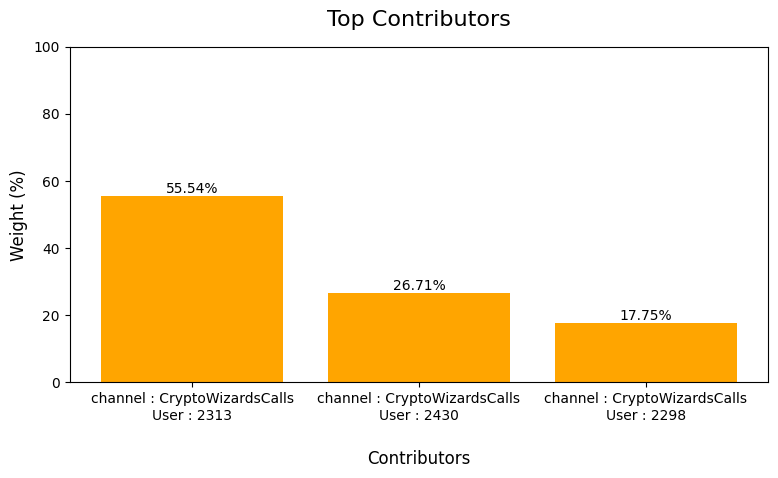 Top Contributors
Weight (%)
100
80
60
40
20
0
55.54%
26.71%
17.75%
channel : CryptoWizardsCalls
User : 2313
channel : CryptoWizardsCalls
User : 2430
channel : CryptoWizardsCalls
User : 2298
Contributors